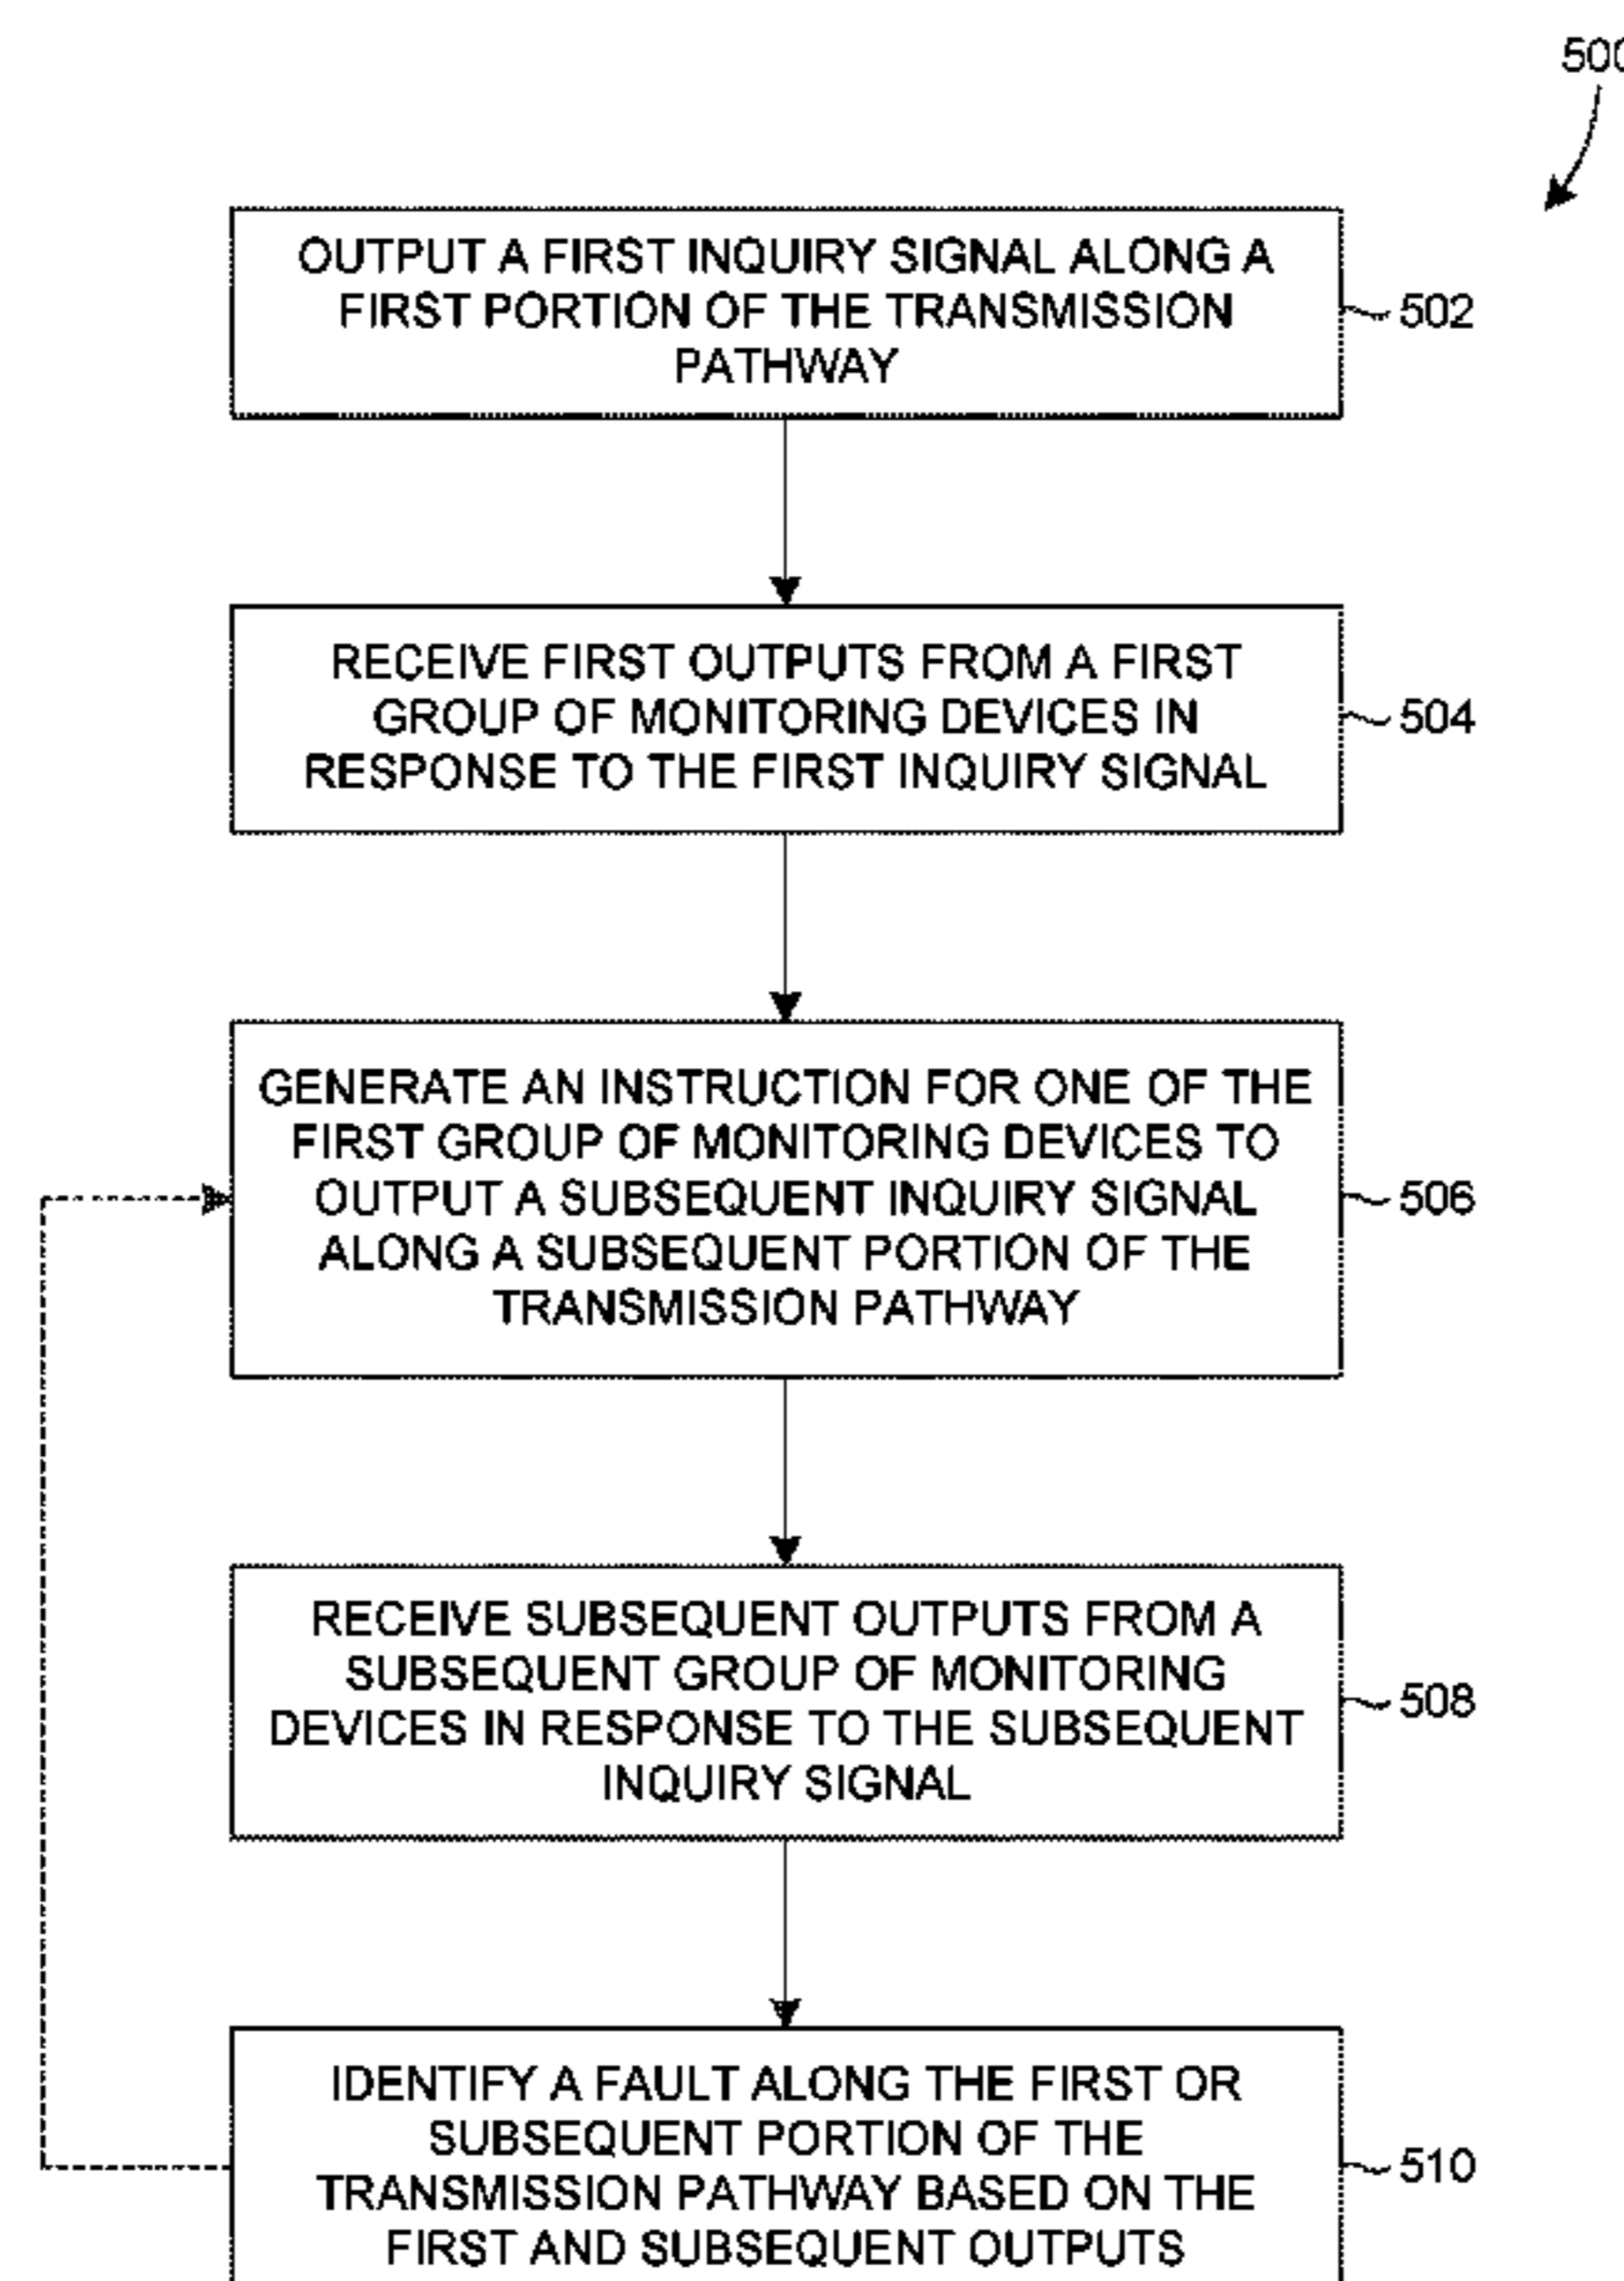 500
OUTPUT A FIRST INQUIRY SIGNAL ALONG A
FIRST PORTION OF THE TRANSMISSION
PATHWAY
502
RECEIVE FIRST OUTPUTS FROM A FIRST
GROUP OF MONITORING DEVICES IN
RESPONSE TO THE FIRST INQUIRY SIGNAL
504
GENERATE AN INSTRUCTION FOR ONE OF THE
FIRST GROUP OF MONITORING DEVICES TO
OUTPUT A SUBSEQUENT INQUIRY SIGNAL
ALONG A SUBSEQUENT PORTION OF THE
TRANSMISSION PATHWAY
506
RECEIVE SUBSEQUENT OUTPUTS FROM A
SUBSEQUENT GROUP OF MONITORING
DEVICES IN RESPONSE TO THE SUBSEQUENT
INQUIRY SIGNAL
508
IDENTIFY A FAULT ALONG THE FIRST OR
SUBSEQUENT PORTION OF THE
TRANSMISSION PATHWAY BASED ON THE
FIRST AND SUBSEQUENT OUTPUTS
510